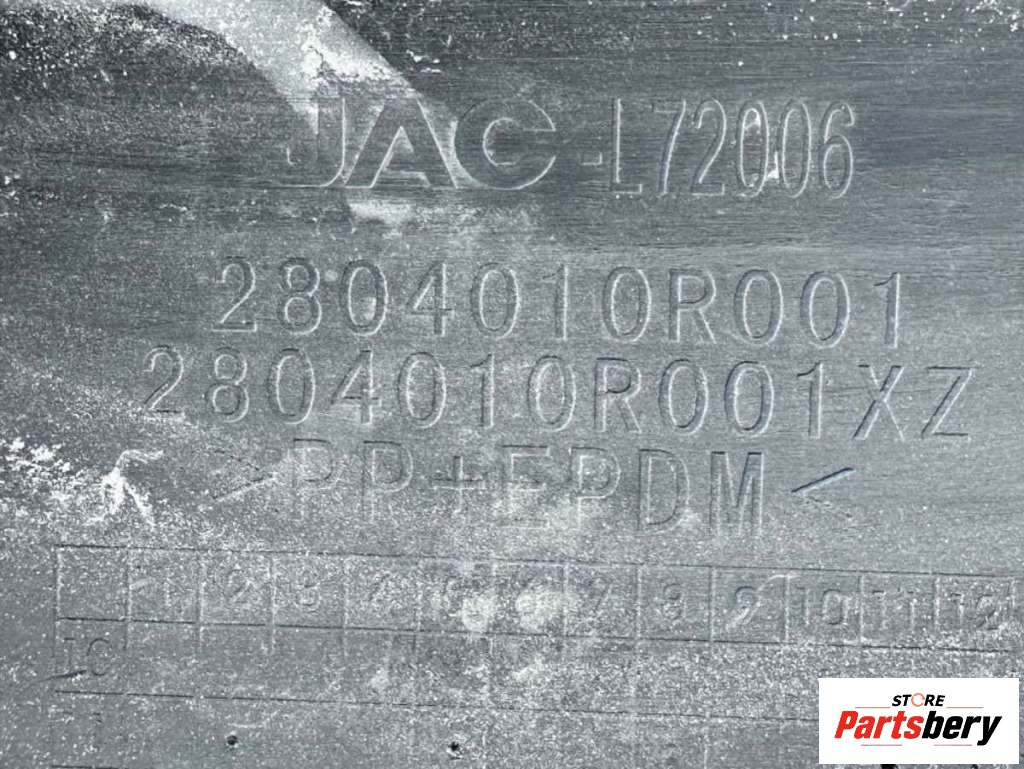 JAC -L72006
2804010R001
2804010R001XZ
>PP+EPDM<
1 2 3 4 5 6 7 8 9 10 11 12
STORE
Partsbery